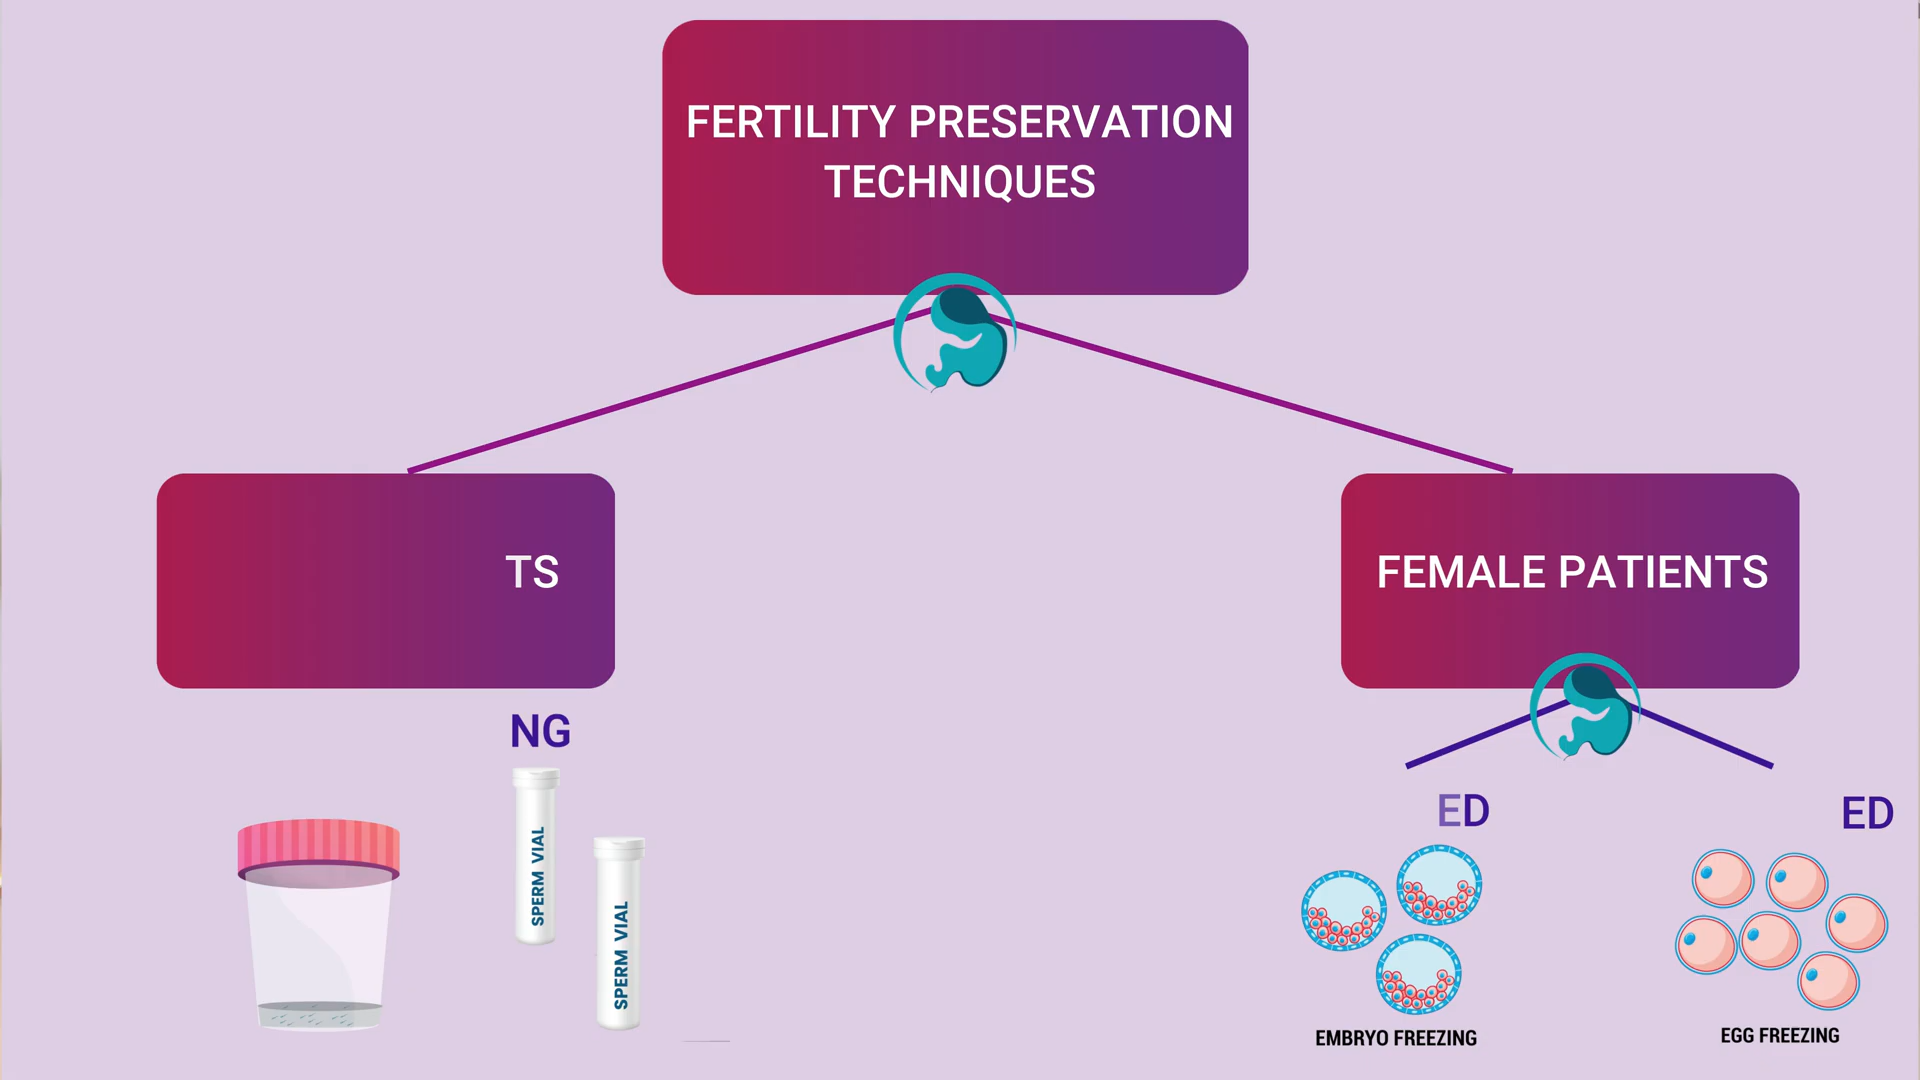 FERTILITY PRESERVATION
TECHNIQUES
TS
FEMALE PATIENTS
NG
SPERM VIAL
SPERM VIAL
ED
ED
EMBRYO FREEZING
EGG FREEZING